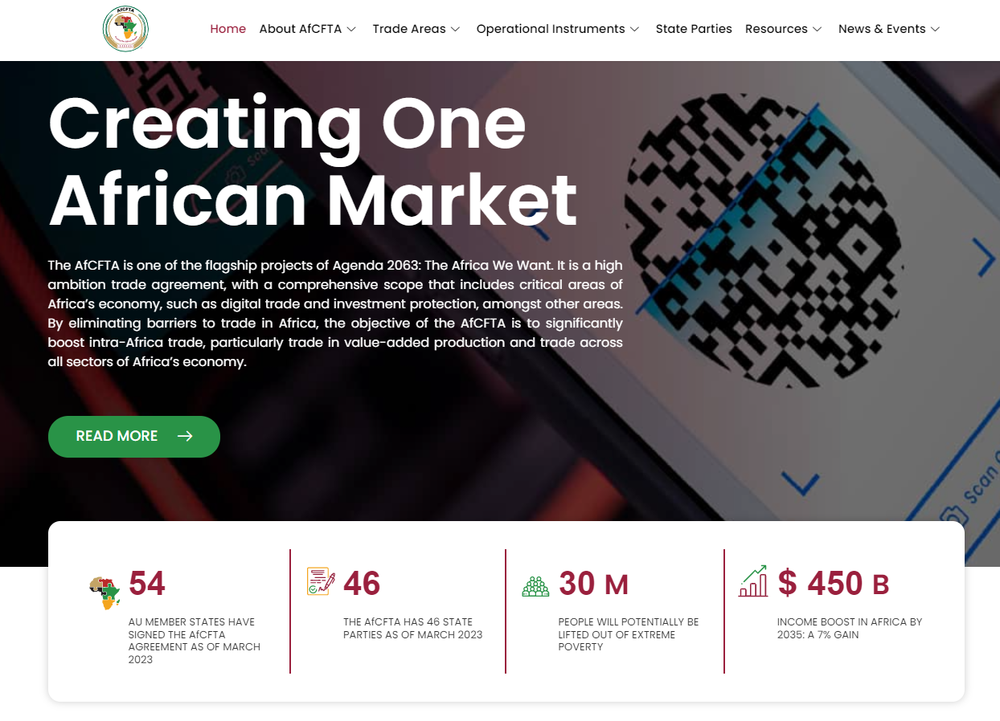 AfCFTA
Home
About AfCFTA
Trade Areas
Operational Instruments
State Parties
Resources
News & Events
Creating One
African Market
The AfCFTA is one of the flagship projects of Agenda 2063: The Africa We Want. It is a high
ambition trade agreement, with a comprehensive scope that includes critical areas of
Africa's economy, such as digital trade and investment protection, amongst other areas.
By eliminating barriers to trade in Africa, the objective of the AfCFTA is to significantly
boost intra-Africa trade, particularly trade in value-added production and trade across
all sectors of Africa's economy.
READ MORE
Scan
54
AU MEMBER STATES HAVE
SIGNED THE AfCFTA
AGREEMENT AS OF MARCH
2023
46
THE AfCFTA HAS 46 STATE
PARTIES AS OF MARCH 2023
30 M
PEOPLE WILL POTENTIALLY BE
LIFTED OUT OF EXTREME
POVERTY
$ 450 B
INCOME BOOST IN AFRICA BY
2035: A 7% GAIN